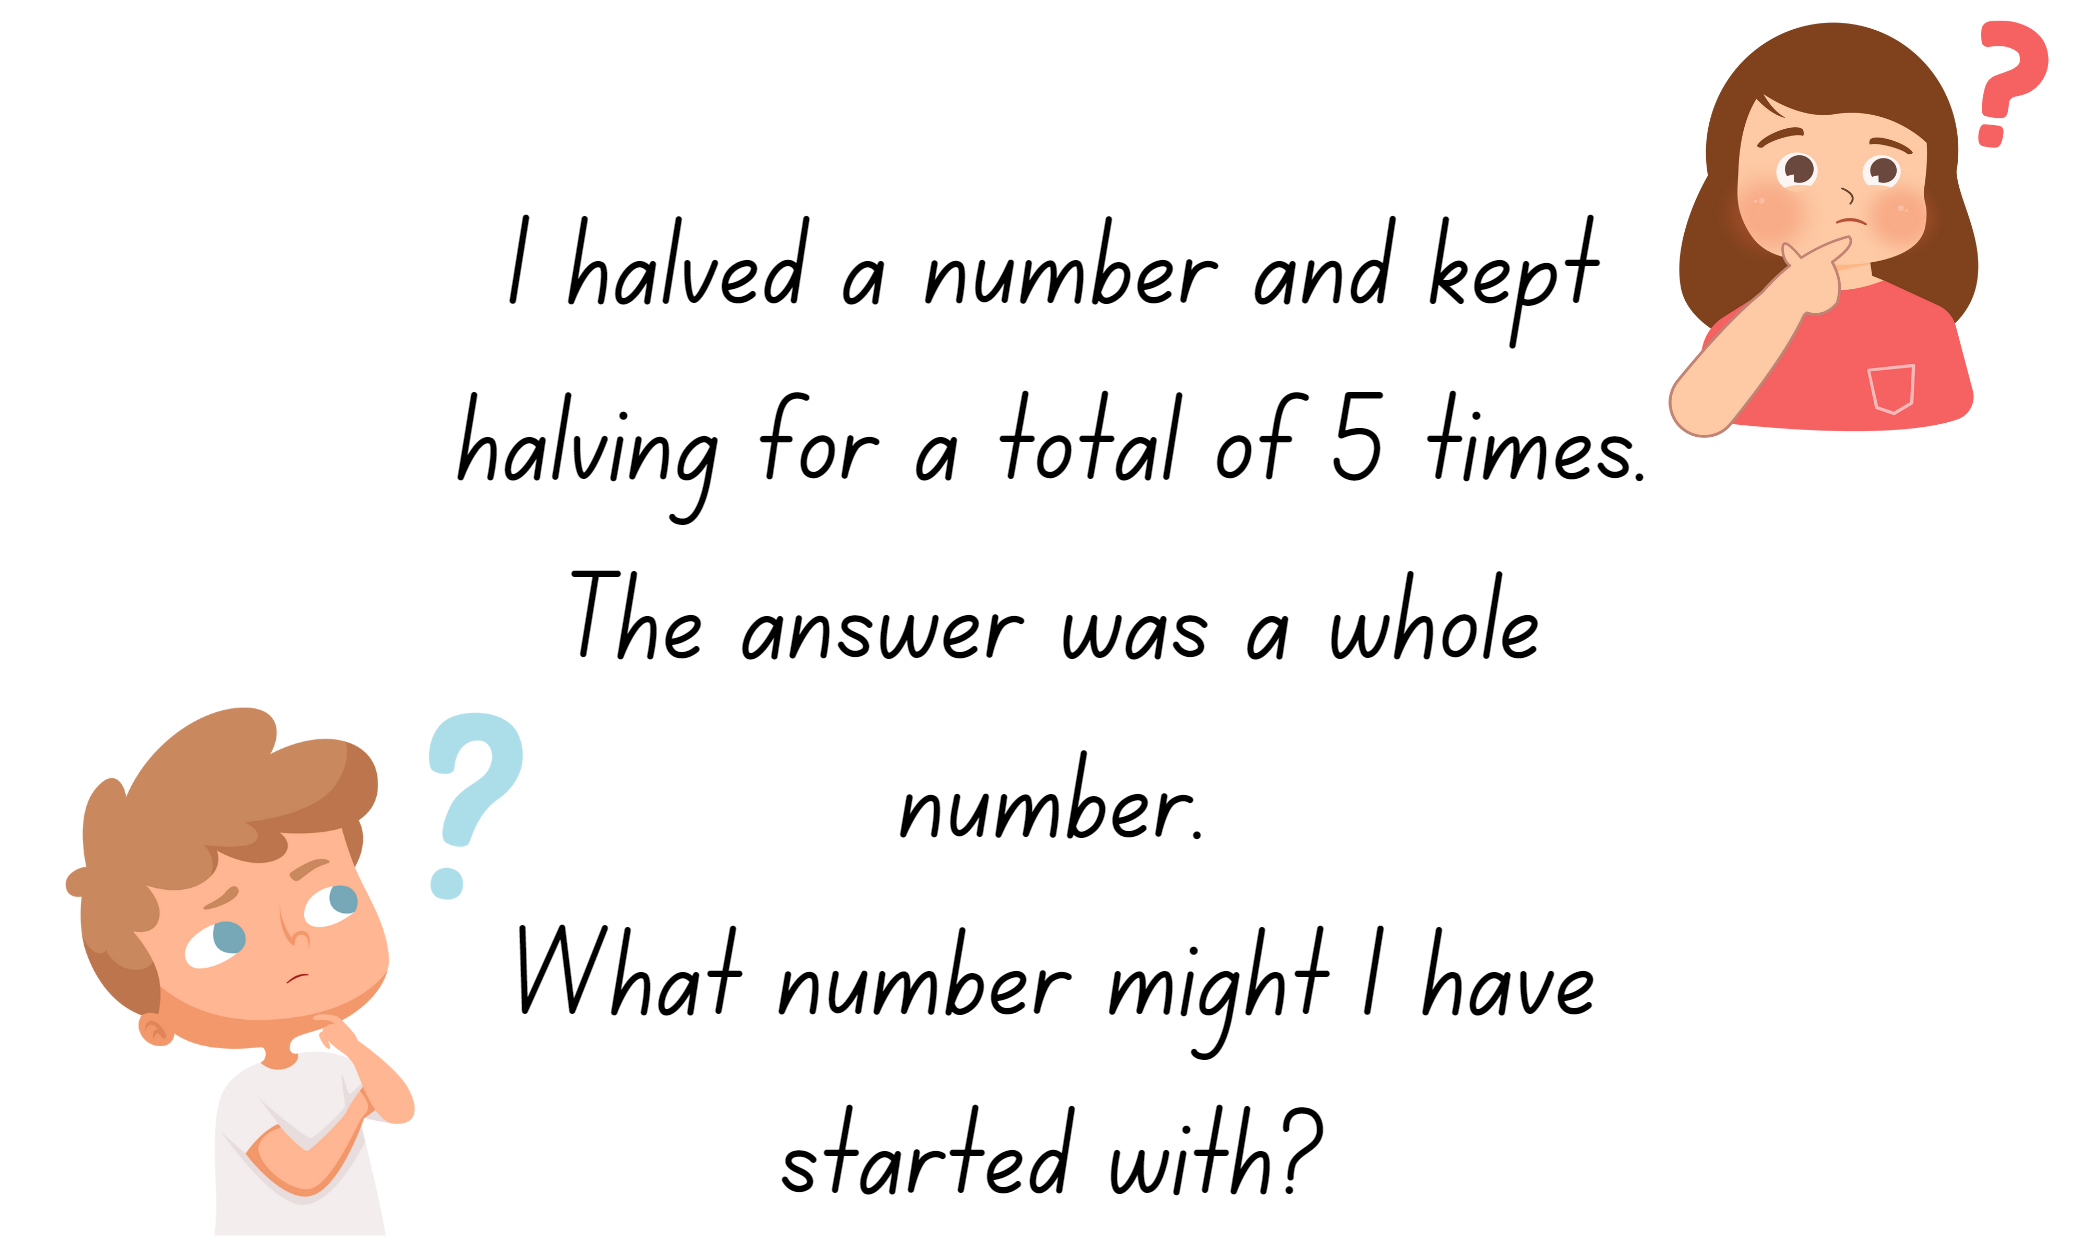 I halved a number and kept
halving for a total of 5 times.
The answer was a whole
number.
What number might I have
started with?